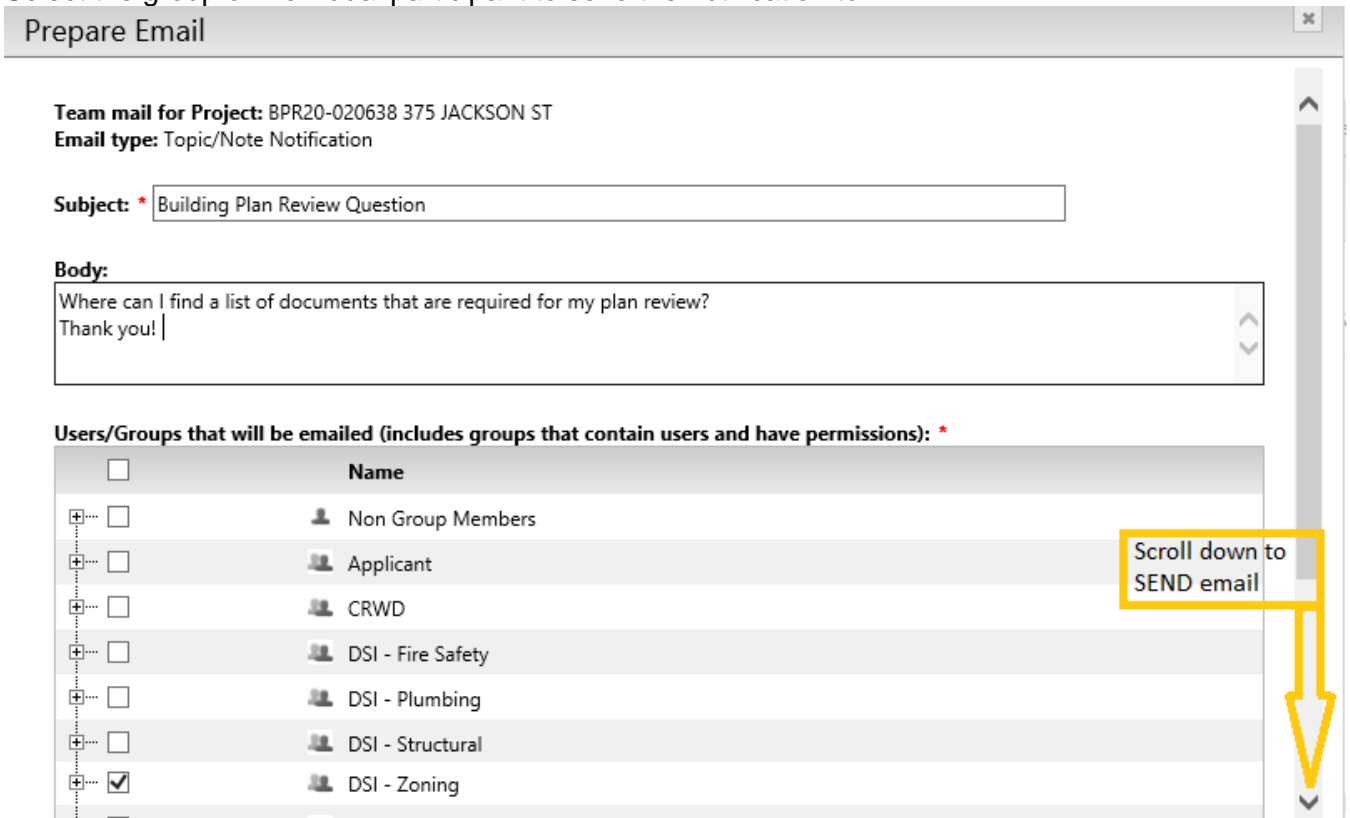 Prepare Email
Team mail for Project: BPR20-020638 375 JACKSON ST
Email type: Topic/Note Notification
Subject: * Building Plan Review Question
Body:
Where can I find a list of documents that are required for my plan review?
Thank you!
Users/Groups that will be emailed (includes groups that contain users and have permissions): *
Name
Non Group Members
Applicant
CRWD
DSI - Fire Safety
DSI - Plumbing
DSI - Structural
DSI - Zoning
Scroll down to
SEND email